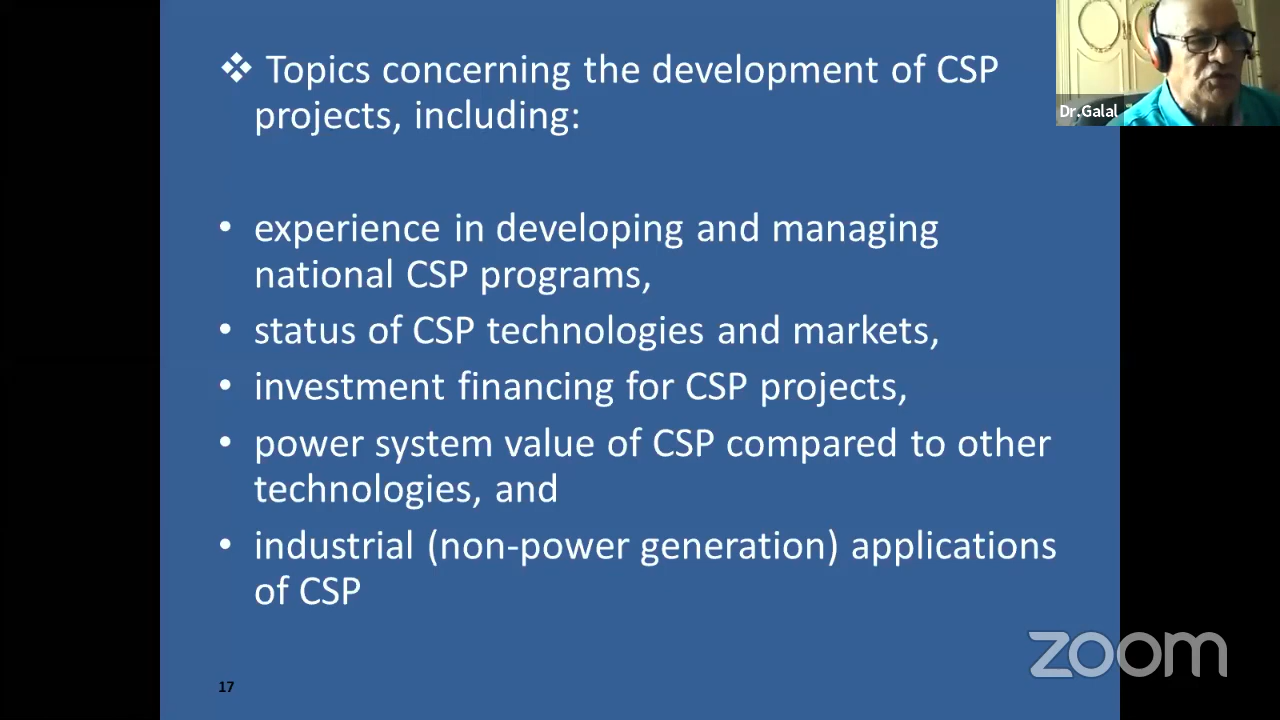 ❖ Topics concerning the development of CSP
projects, including:
• experience in developing and managing
national CSP programs,
• status of CSP technologies and markets,
• investment financing for CSP projects,
• power system value of CSP compared to other
technologies, and
• industrial (non-power generation) applications
of CSP
17
Dr.Galal
zoom